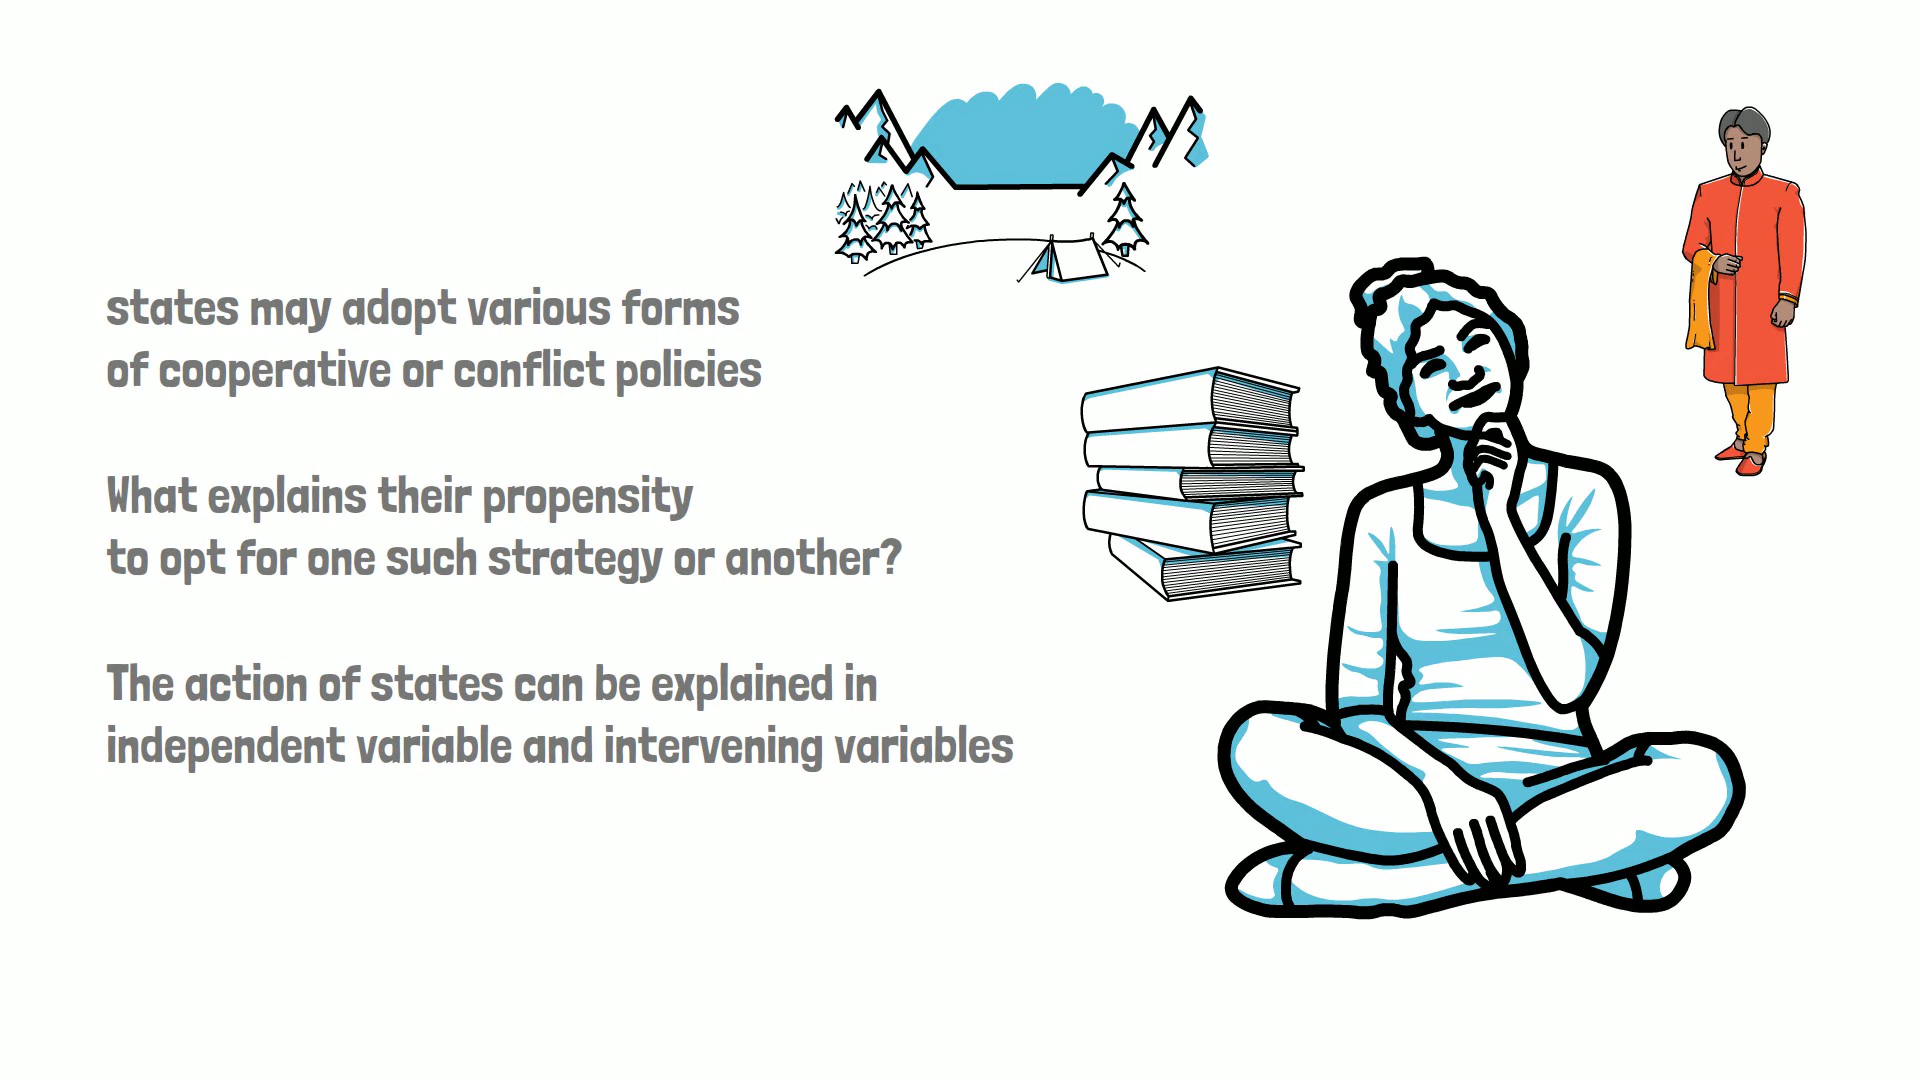 states may adopt various forms
of cooperative or conflict policies
What explains their propensity
to opt for one such strategy or another?
The action of states can be explained in
independent variable and intervening variables